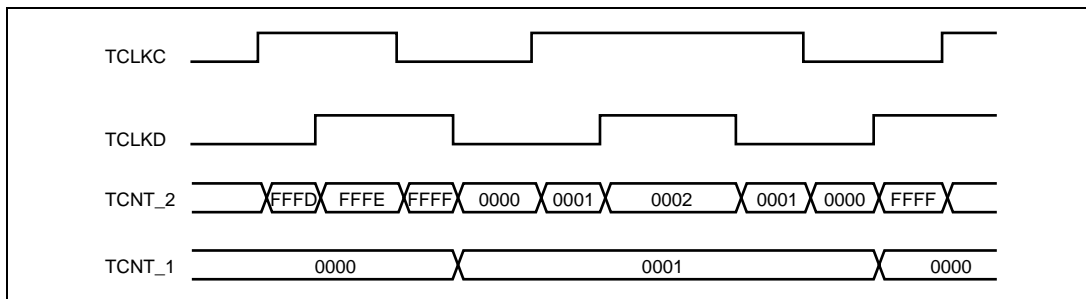 TCLKC
TCLKD
TCNT_2 FFFD FFFE FFFF 0000 0001 0002 0001 0000 FFFF
TCNT_1 0000 0001 0000